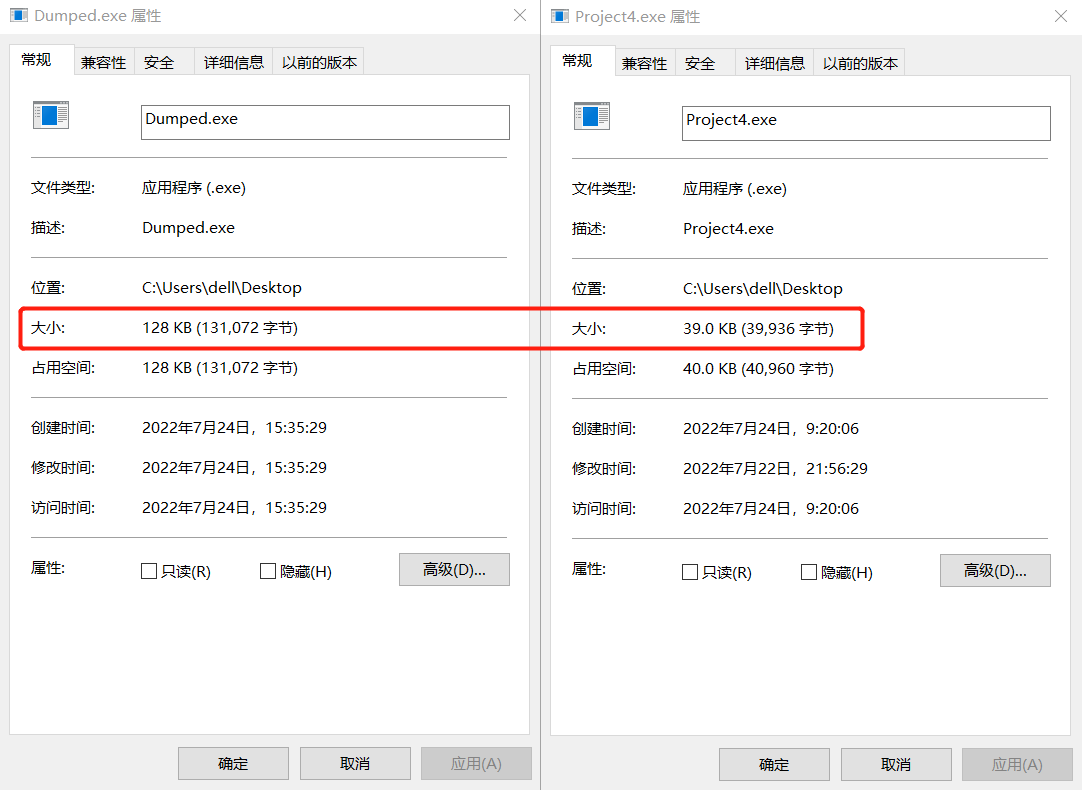 Dumped.exe 属性
常规 兼容性 安全 详细信息 以前的版本
Dumped.exe
文件类型: 应用程序 (.exe)
描述: Dumped.exe
位置: C:\Users\dell\Desktop
大小: 128 KB (131,072 字节)
占用空间: 128 KB (131,072 字节)
创建时间: 2022年7月24日，15:35:29
修改时间: 2022年7月24日，15:35:29
访问时间: 2022年7月24日，15:35:29
属性: 只读(R) 隐藏(H) 高级(D)...
确定 取消 应用(A)
Project4.exe 属性
常规 兼容性 安全 详细信息 以前的版本
Project4.exe
文件类型: 应用程序 (.exe)
描述: Project4.exe
位置: C:\Users\dell\Desktop
大小: 39.0 KB (39,936 字节)
占用空间: 40.0 KB (40,960 字节)
创建时间: 2022年7月24日，9:20:06
修改时间: 2022年7月22日，21:56:29
访问时间: 2022年7月24日，9:20:06
属性: 只读(R) 隐藏(H) 高级(D)...
确定 取消 应用(A)